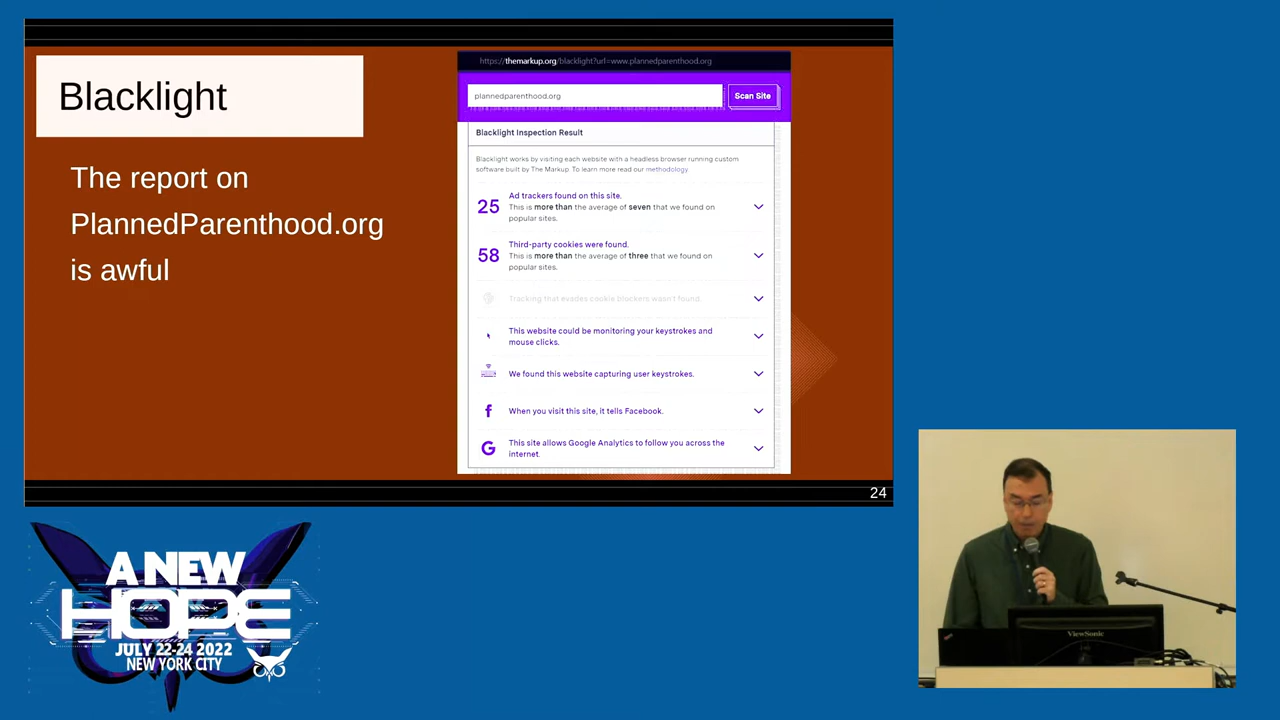 Blacklight
The report on
PlannedParenthood.org
is awful
https://themarkup.org/blacklight?url=www.plannedparenthood.org
plannedparenthood.org
Scan Site
Blacklight Inspection Result
Blacklight works by visiting each website with a headless browser running custom
software built by The Markup. To learn more read our methodology.
25
Ad trackers found on this site.
This is more than the average of seven that we found on
popular sites.
58
Third-party cookies were found.
This is more than the average of three that we found on
popular sites.
Tracking that evades cookie blockers wasn't found.
This website could be monitoring your keystrokes and
mouse clicks.
We found this website capturing user keystrokes.
When you visit this site, it tells Facebook.
This site allows Google Analytics to follow you across the
internet.
24
A NEW
HOPE
JULY 22-24 2022
NEW YORK CITY
ViewSonic